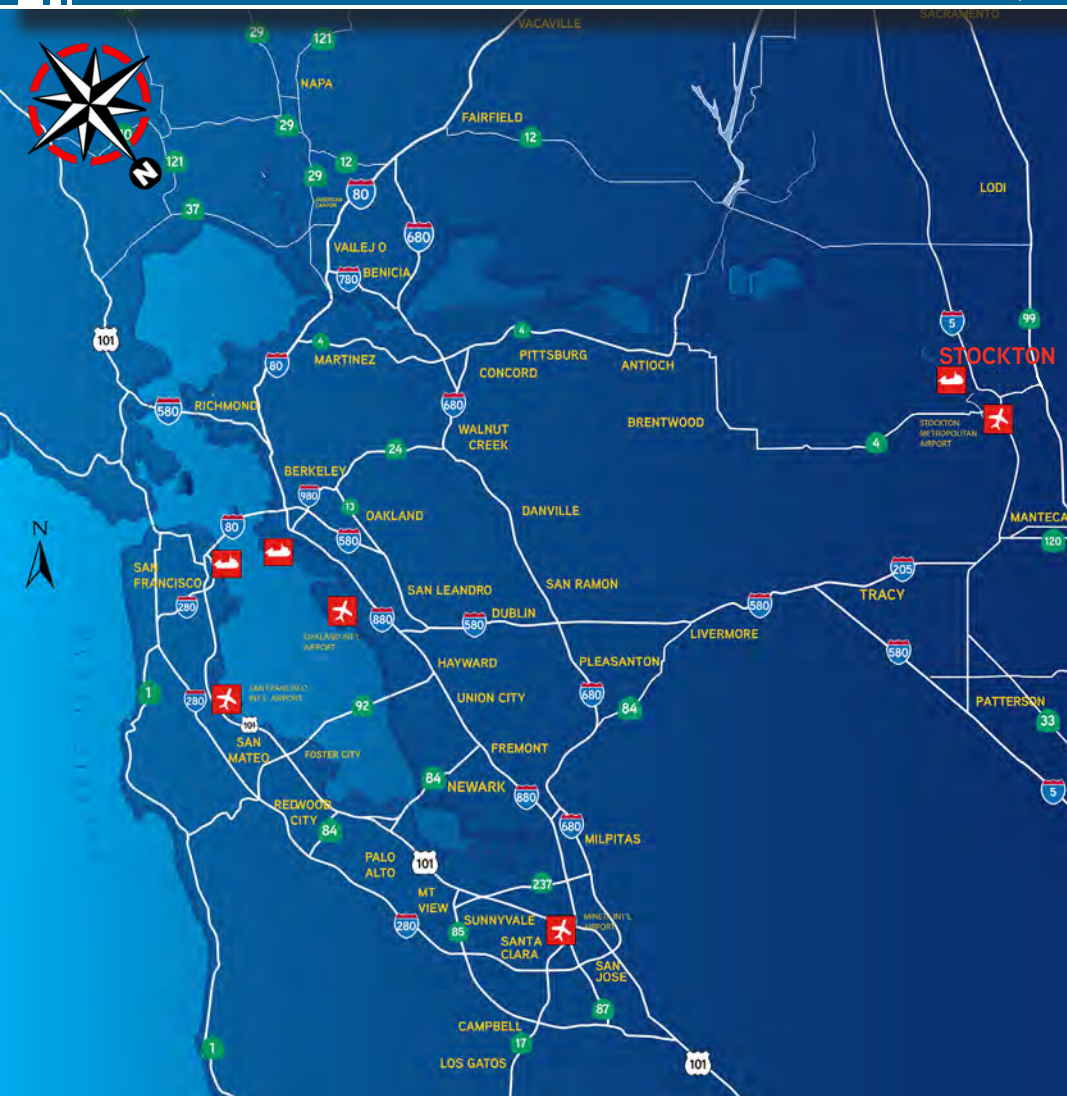 SACRAMENTO
VACAVILLE
29
121
NAPA
FAIRFIELD
29
12
121
12
29
80
LODI
37
680
VALLEJO
780
BENICIA
N
101
4
4
5
99
MARTINEZ
PITTSBURG
STOCKTON
80
CONCORD
ANTIOCH
580
RICHMOND
680
BRENTWOOD
STOCKTON
METROPOLITAN
AIRPORT
WALNUT
CREEK
24
4
BERKELEY
980
13
OAKLAND
DANVILLE
MANTECA
N
80
580
120
SAN
FRANCISCO
205
SAN LEANDRO
SAN RAMON
TRACY
280
880
DUBLIN
580
580
OAKLAND INT'L
AIRPORT
LIVERMORE
580
HAYWARD
PLEASANTON
1
280
SAN FRANCISCO
INT'L AIRPORT
UNION CITY
680
84
PATTERSON
92
101
33
SAN
MATEO
FOSTER CITY
FREMONT
84
NEWARK
880
5
REDWOOD
CITY
84
680
MILPITAS
PALO
ALTO
101
237
MT
VIEW
280
SUNNYVALE
85
MINETA INT'L
AIRPORT
SANTA
CLARA
SAN
JOSE
87
CAMPBELL
17
1
LOS GATOS
101